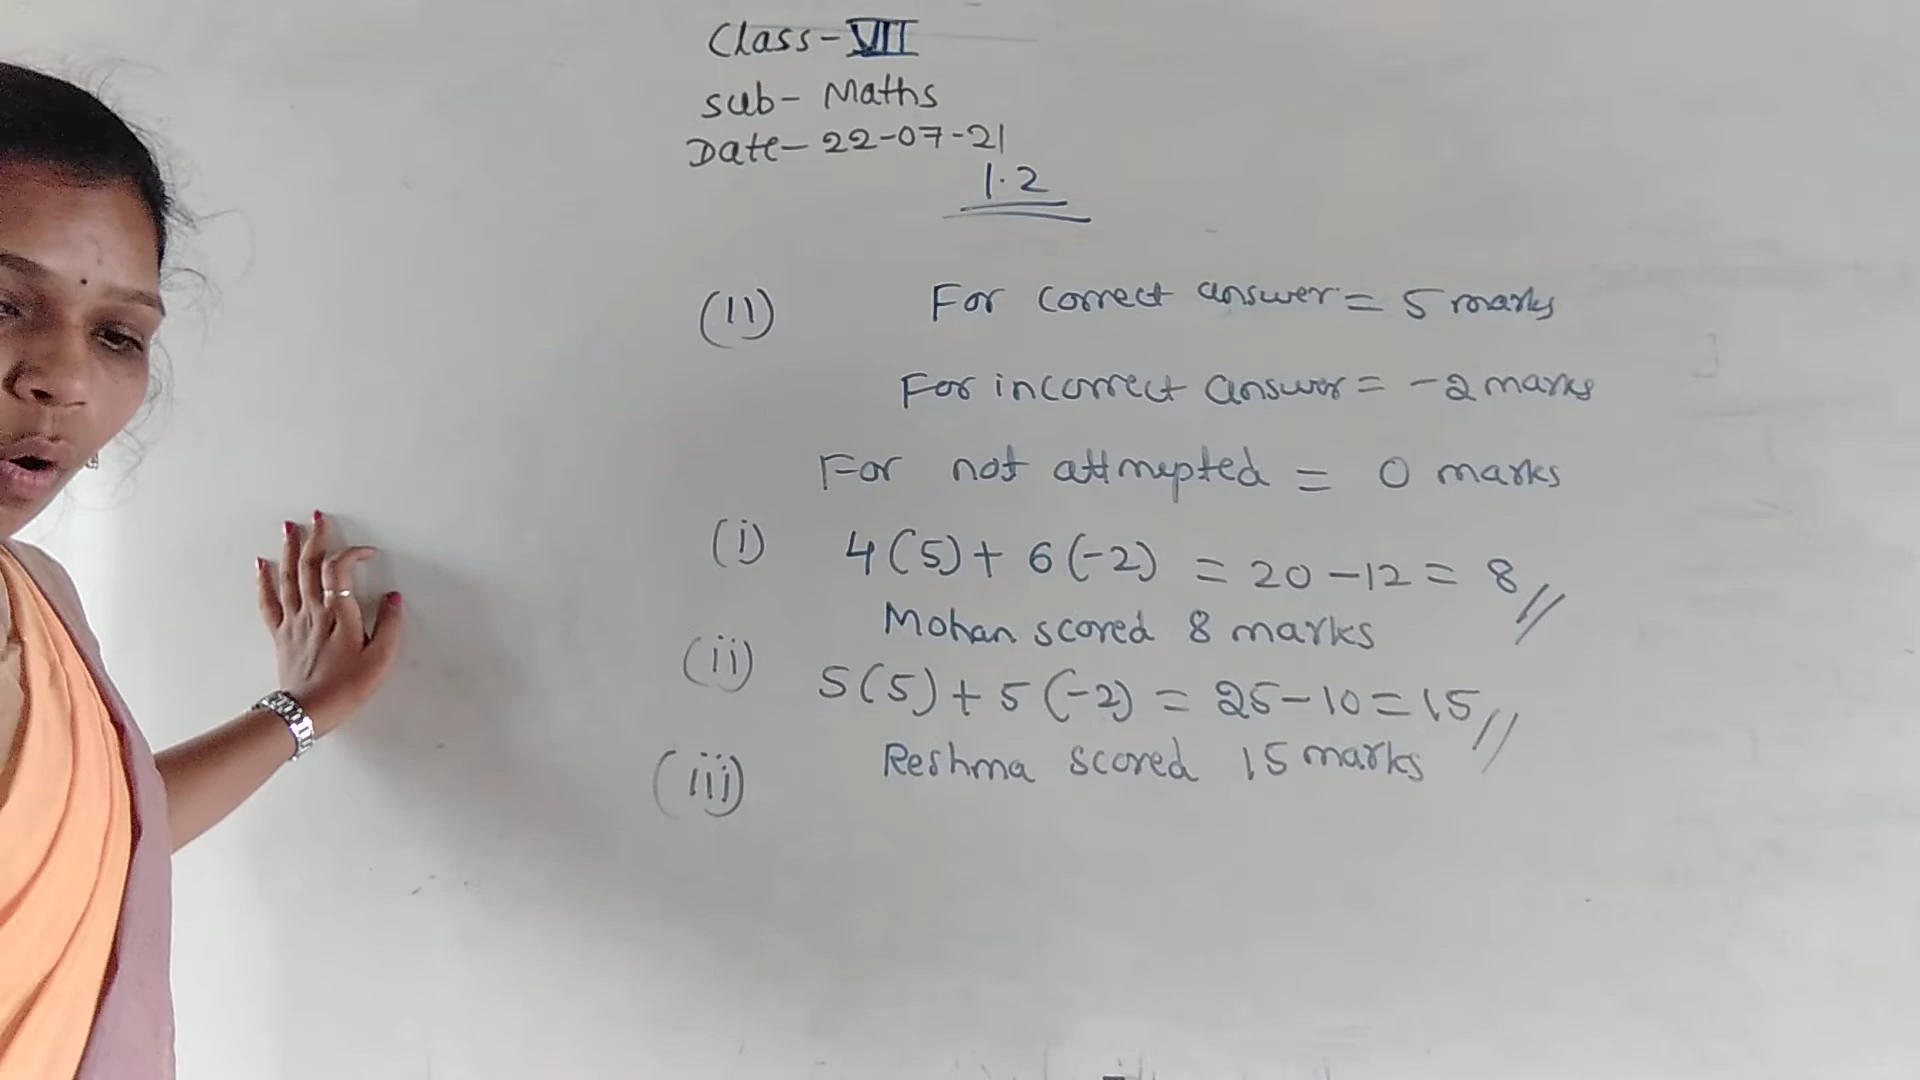 Class-VII
Sub- Maths
Date- 22-07-21
1.2
(11) For correct answer = 5 marks
For incorrect answer = -2 marks
For not attmepted = 0 marks
(i) 4(5)+ 6(-2) = 20-12 = 8//
Mohan scored 8 marks
(ii) 5(5)+5(-2) = 25-10=15//
Reshma scored 15 marks
(iii)